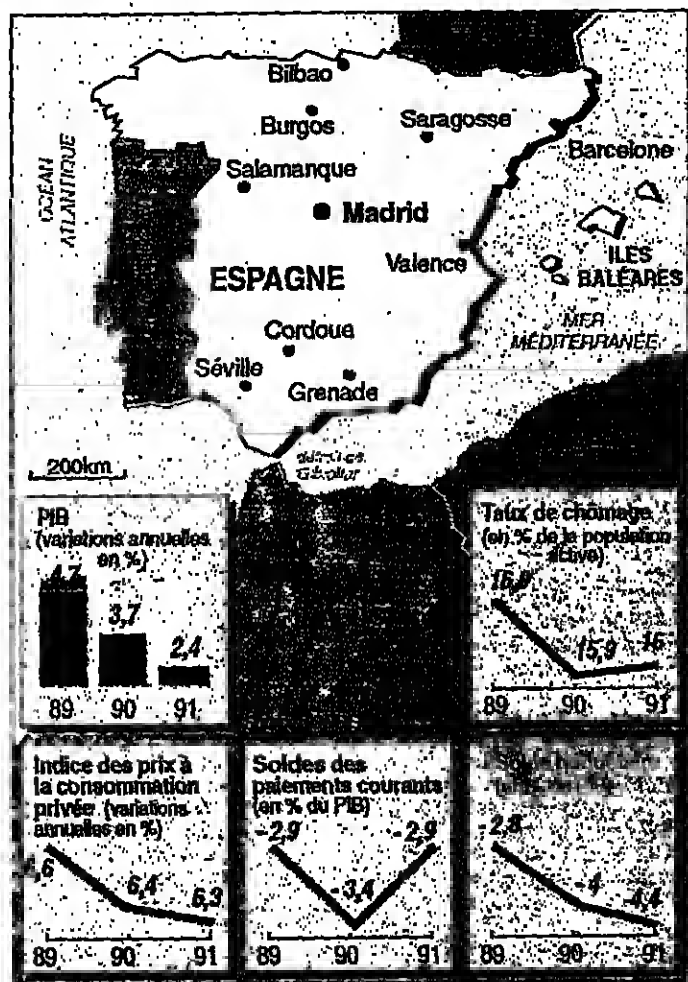 Bilbao
Burgos
Saragosse
Barcelone
Salamanque
OCÉAN
ATLANTIQUE
Madrid
Valence
ILES
BALÉARES
ESPAGNE
MER
MÉDITERRANÉE
Cordoue
Séville
Grenade
200km
PIB
(variations annuelles
en %)
4,7
3,7
2,4
89 90 91
Taux de chômage
(en % de la population
active)
15,9
16
89 90 91
Indice des prix à
la consommation
privée (variations
annuelles en %)
6,4
6,3
89 90 91
Soldes des
paiements courants
(en % du PIB)
-2,9
-3,4
-2,9
89 90 91
2,8
-4
-4,4
89 90 91